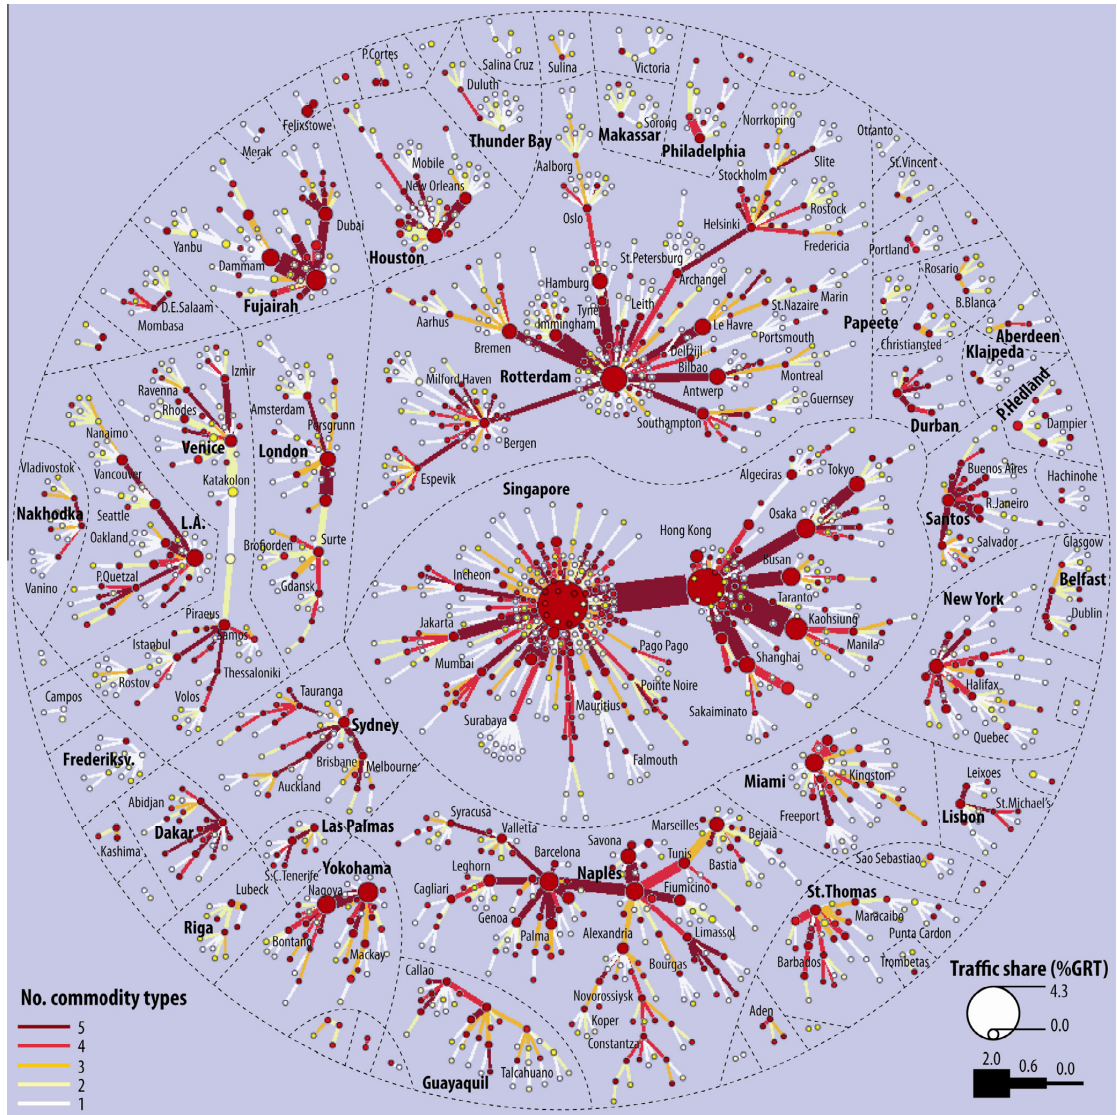 P.Cortes
Salina Cruz
Sulina
Victoria
Duluth
Felixstowe
Merak
Thunder Bay
Makassar
Sorong
Philadelphia
Norrkoping
Otranto
Slite
St.Vincent
Stockholm
Mobile
New Orleans
Aalborg
Oslo
Helsinki
Rostock
Fredericia
Portland
Yanbu
Dubai
Dammam
Houston
Fujairah
St.Petersburg
Archangel
Rosario
B.Blanca
D.E.Salaam
Mombasa
Hamburg
Tyne
Leith
St.Nazaire
Marin
Aarhus
Bremen
Immingham
Le Havre
Portsmouth
Papeete
Christiansted
Aberdeen
Klaipeda
Delfzijl
Bilbao
Antwerp
Montreal
Rotterdam
Izmir
Ravenna
Rhodes
Amsterdam
Porsgrunn
Milford Haven
Guernsey
Southampton
Durban
P.Hedland
Dampier
Nanaimo
Vancouver
Venice
London
Bergen
Espevik
Algeciras
Tokyo
Buenos Aires
Hachinohe
Vladivostok
Katakolon
Singapore
Nakhodka
Seattle
L.A.
Oakland
Hong Kong
Osaka
Santos
R.Janeiro
Salvador
Surte
Brofjorden
Gdansk
Busan
Glasgow
Belfast
Dublin
Vanino
P.Quetzal
Incheon
Taranto
Kaohsiung
New York
Piraeus
Samos
Istanbul
Jakarta
Mumbai
Pago Pago
Manila
Shanghai
Rostov
Thessaloniki
Volos
Pointe Noire
Halifax
Campos
Tauranga
Surabaya
Mauritius
Sakaiminato
Quebec
Sydney
Frederiksv.
Brisbane
Melbourne
Auckland
Falmouth
Miami
Kingston
Leixoes
St.Michael's
Lisbon
Abidjan
Dakar
Kashima
Las Palmas
S.C.Tenerife
Syracusa
Valletta
Savona
Marseilles
Bejaia
Tunis
Bastia
Freeport
Sao Sebastiao
Yokohama
Nagoya
Leghorn
Cagliari
Barcelona
Naples
Fiumicino
St.Thomas
Maracaibo
Punta Cardon
Trombetas
Barbados
Lubeck
Riga
Bontang
Mackay
Genoa
Palma
Alexandria
Limassol
Bourgas
Callao
Novorossiysk
Koper
Constantza
Aden
Talcahuano
Guayaquil
No. commodity types
5
4
3
2
1
Traffic share (%GRT)
4.3
0.0
2.0 0.6 0.0